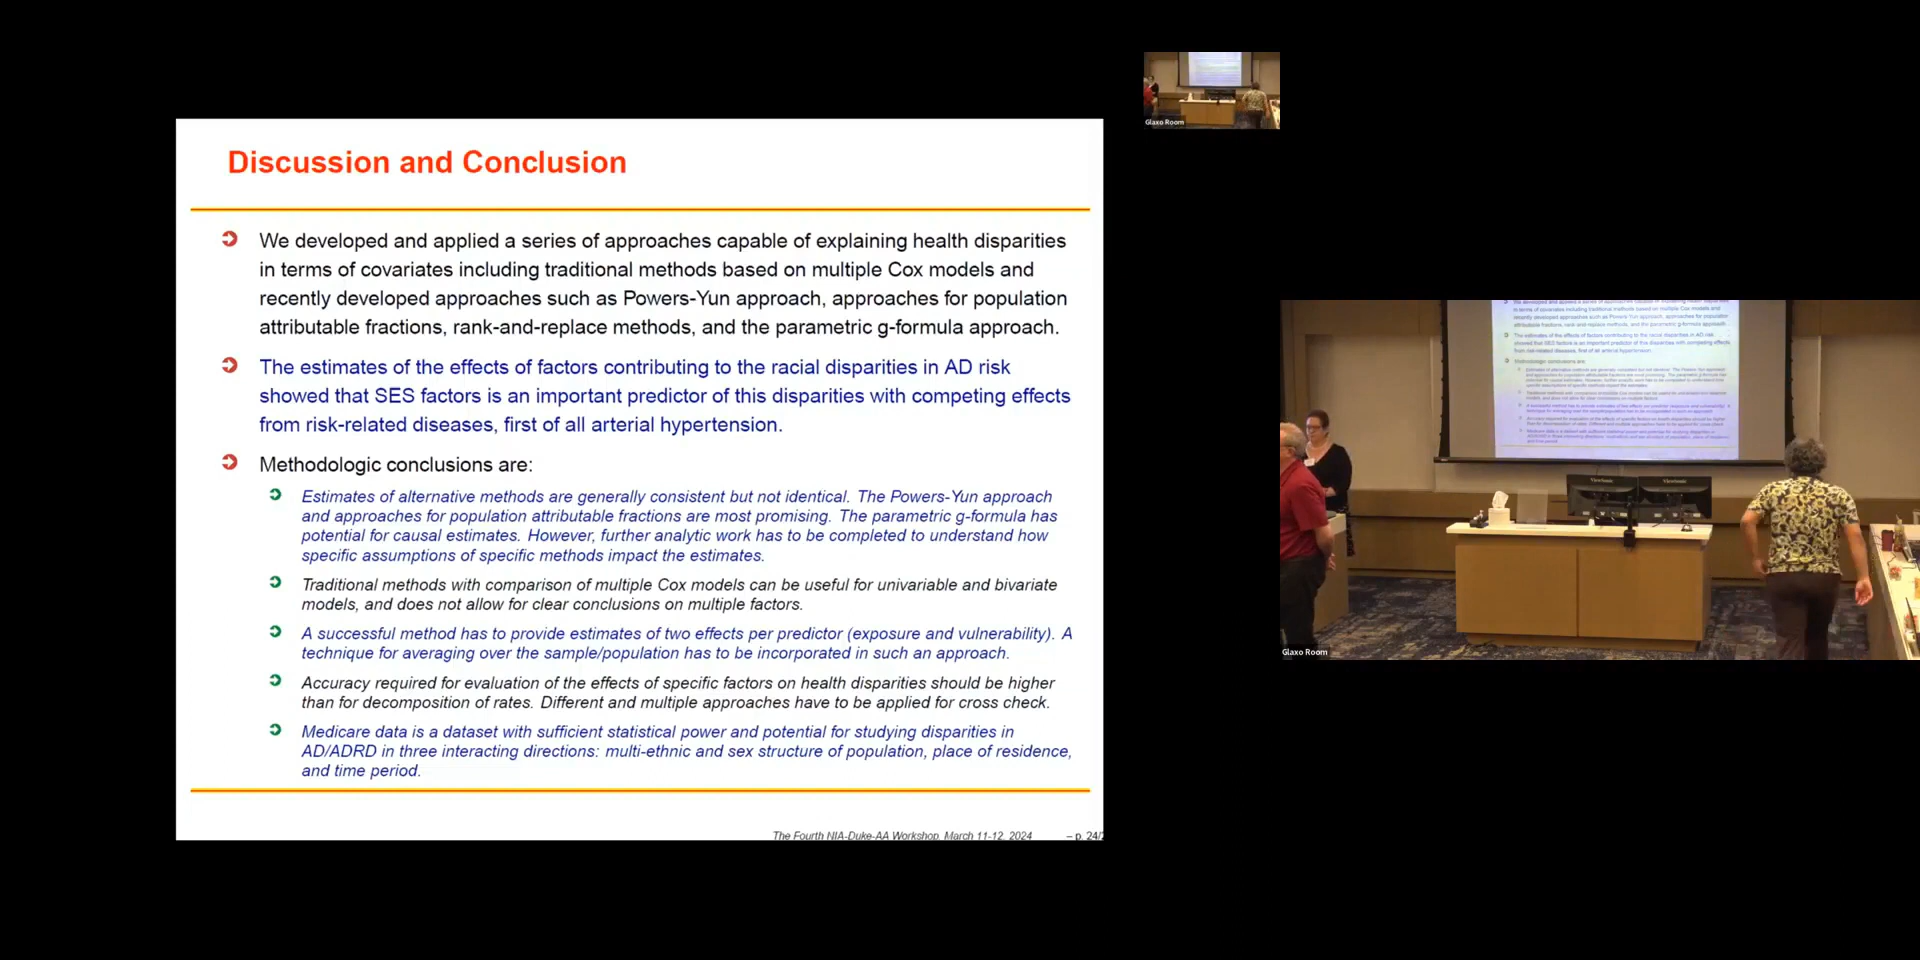 Discussion and Conclusion
We developed and applied a series of approaches capable of explaining health disparities
in terms of covariates including traditional methods based on multiple Cox models and
recently developed approaches such as Powers-Yun approach, approaches for population
attributable fractions, rank-and-replace methods, and the parametric g-formula approach.
The estimates of the effects of factors contributing to the racial disparities in AD risk
showed that SES factors is an important predictor of this disparities with competing effects
from risk-related diseases, first of all arterial hypertension.
Methodologic conclusions are:
Estimates of alternative methods are generally consistent but not identical. The Powers-Yun approach
and approaches for population attributable fractions are most promising. The parametric g-formula has
potential for causal estimates. However, further analytic work has to be completed to understand how
specific assumptions of specific methods impact the estimates.
Traditional methods with comparison of multiple Cox models can be useful for univariable and bivariate
models, and does not allow for clear conclusions on multiple factors.
A successful method has to provide estimates of two effects per predictor (exposure and vulnerability). A
technique for averaging over the sample/population has to be incorporated in such an approach.
Accuracy required for evaluation of the effects of specific factors on health disparities should be higher
than for decomposition of rates. Different and multiple approaches have to be applied for cross check.
Medicare data is a dataset with sufficient statistical power and potential for studying disparities in
AD/ADRD in three interacting directions: multi-ethnic and sex structure of population, place of residence,
and time period.
The Fourth NIA-Duke-AA Workshop, March 11-12, 2024 – p. 24/2
Glaxo Room
Glaxo Room